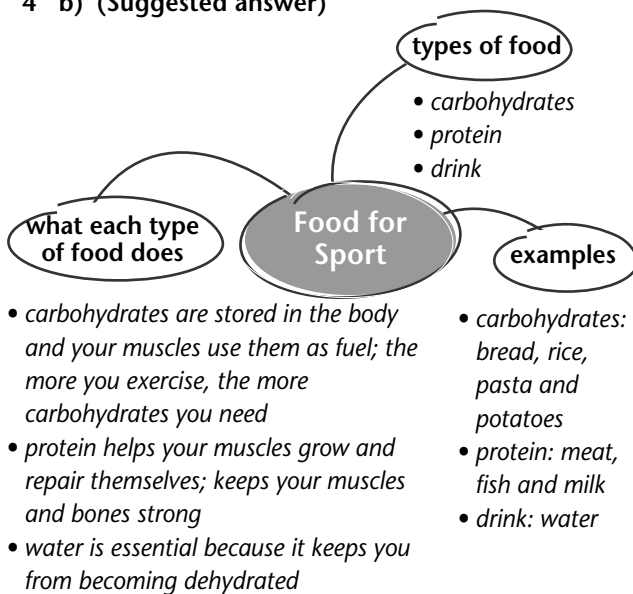 4 b) (Suggested answer)
types of food
• carbohydrates
• protein
• drink
Food for
Sport
what each type
of food does
examples
• carbohydrates are stored in the body
and your muscles use them as fuel; the
more you exercise, the more
carbohydrates you need
• protein helps your muscles grow and
repair themselves; keeps your muscles
and bones strong
• water is essential because it keeps you
from becoming dehydrated
• carbohydrates:
bread, rice,
pasta and
potatoes
• protein: meat,
fish and milk
• drink: water